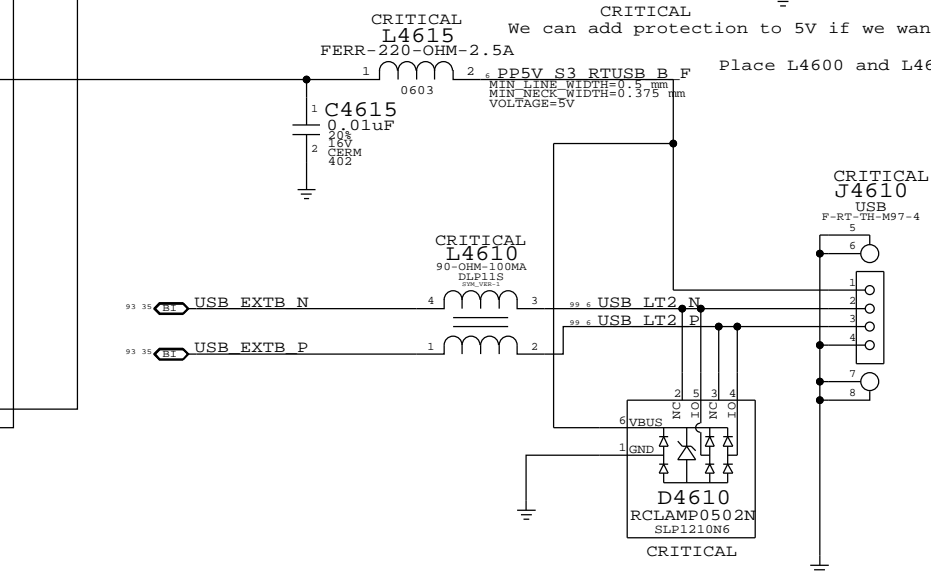 CRITICAL
We can add protection to 5V if we wan
Place L4600 and L46
CRITICAL
L4615
FERR-220-OHM-2.5A
1
2
0603
6 PP5V_S3_RTUSB_B_F
MIN_LINE_WIDTH=0.5 mm
MIN_NECK_WIDTH=0.375 mm
VOLTAGE=5V
1
C4615
0.01uF
20%
16V
CERM
402
2
CRITICAL
J4610
USB
F-RT-TH-M97-4
5
6
1
2
3
4
7
8
CRITICAL
L4610
90-OHM-100MA
DLP11S
SYM_VER-1
93 35 BI USB_EXTB_N
4
3
99 6 USB_LT2_N
99 6 USB_LT2_P
93 35 BI USB_EXTB_P
1
2
2 5 3 4
NC IO NC IO
6 VBUS
1 GND
D4610
RCLAMP0502N
SLP1210N6
CRITICAL